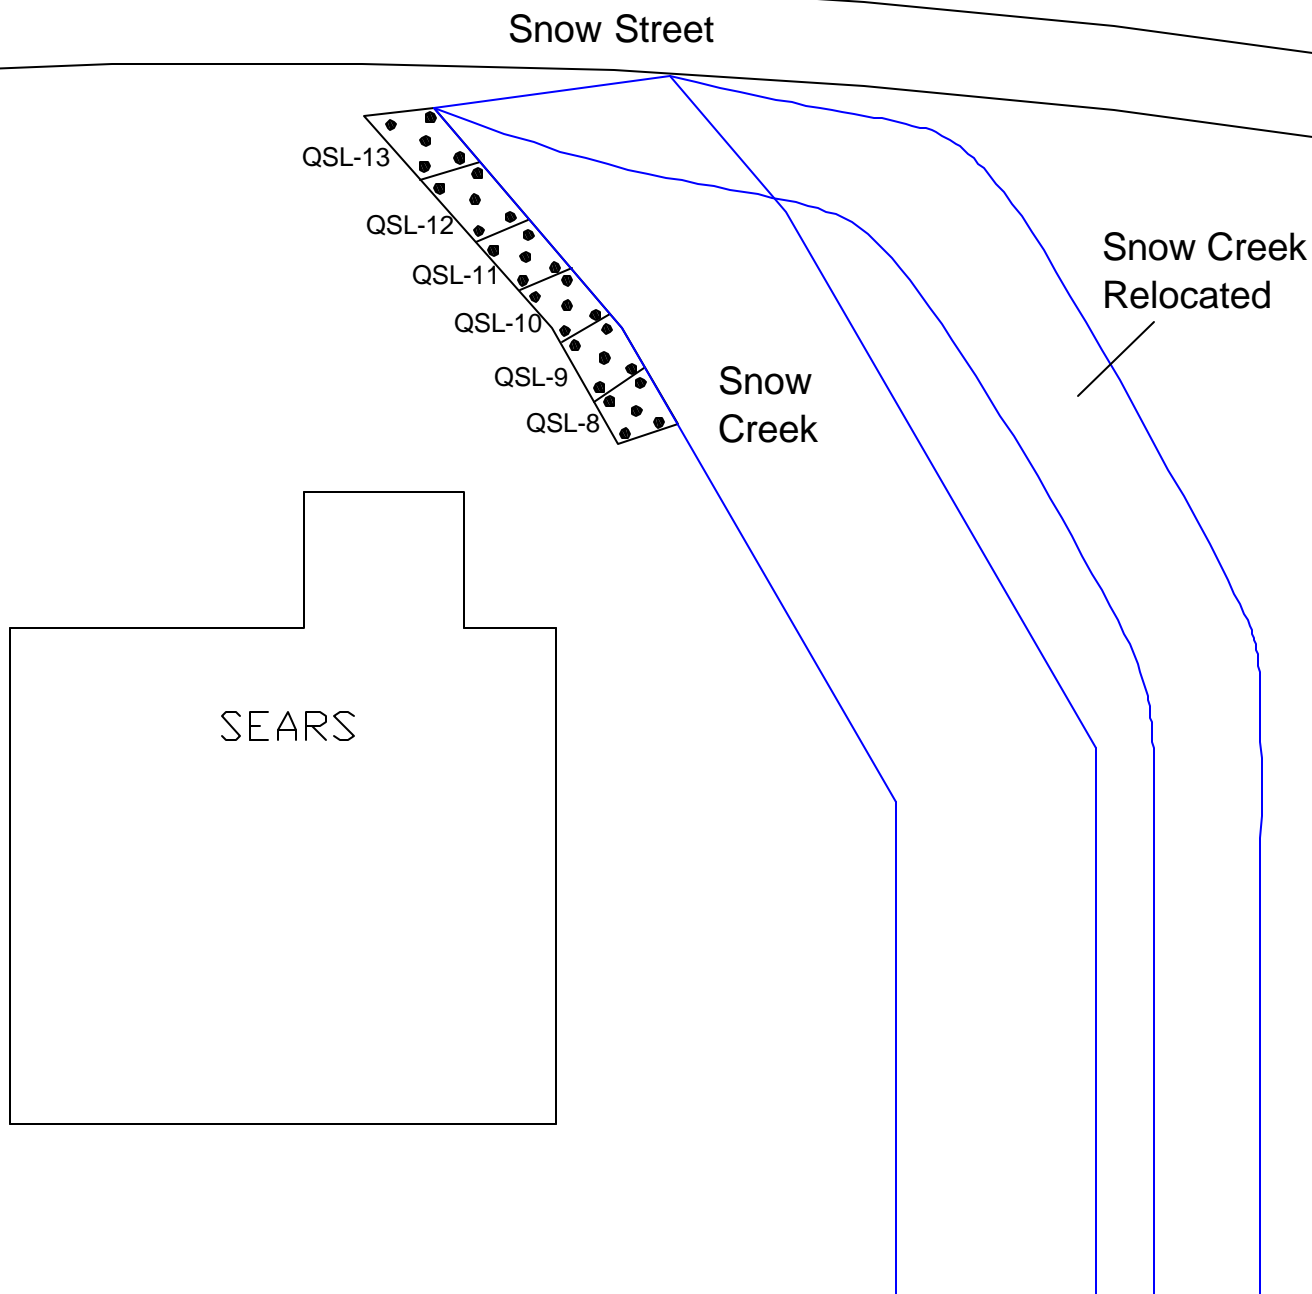 Snow Street
QSL-13
QSL-12
Snow Creek
Relocated
QSL-11
QSL-10
QSL-9
Snow
Creek
QSL-8
SEARS